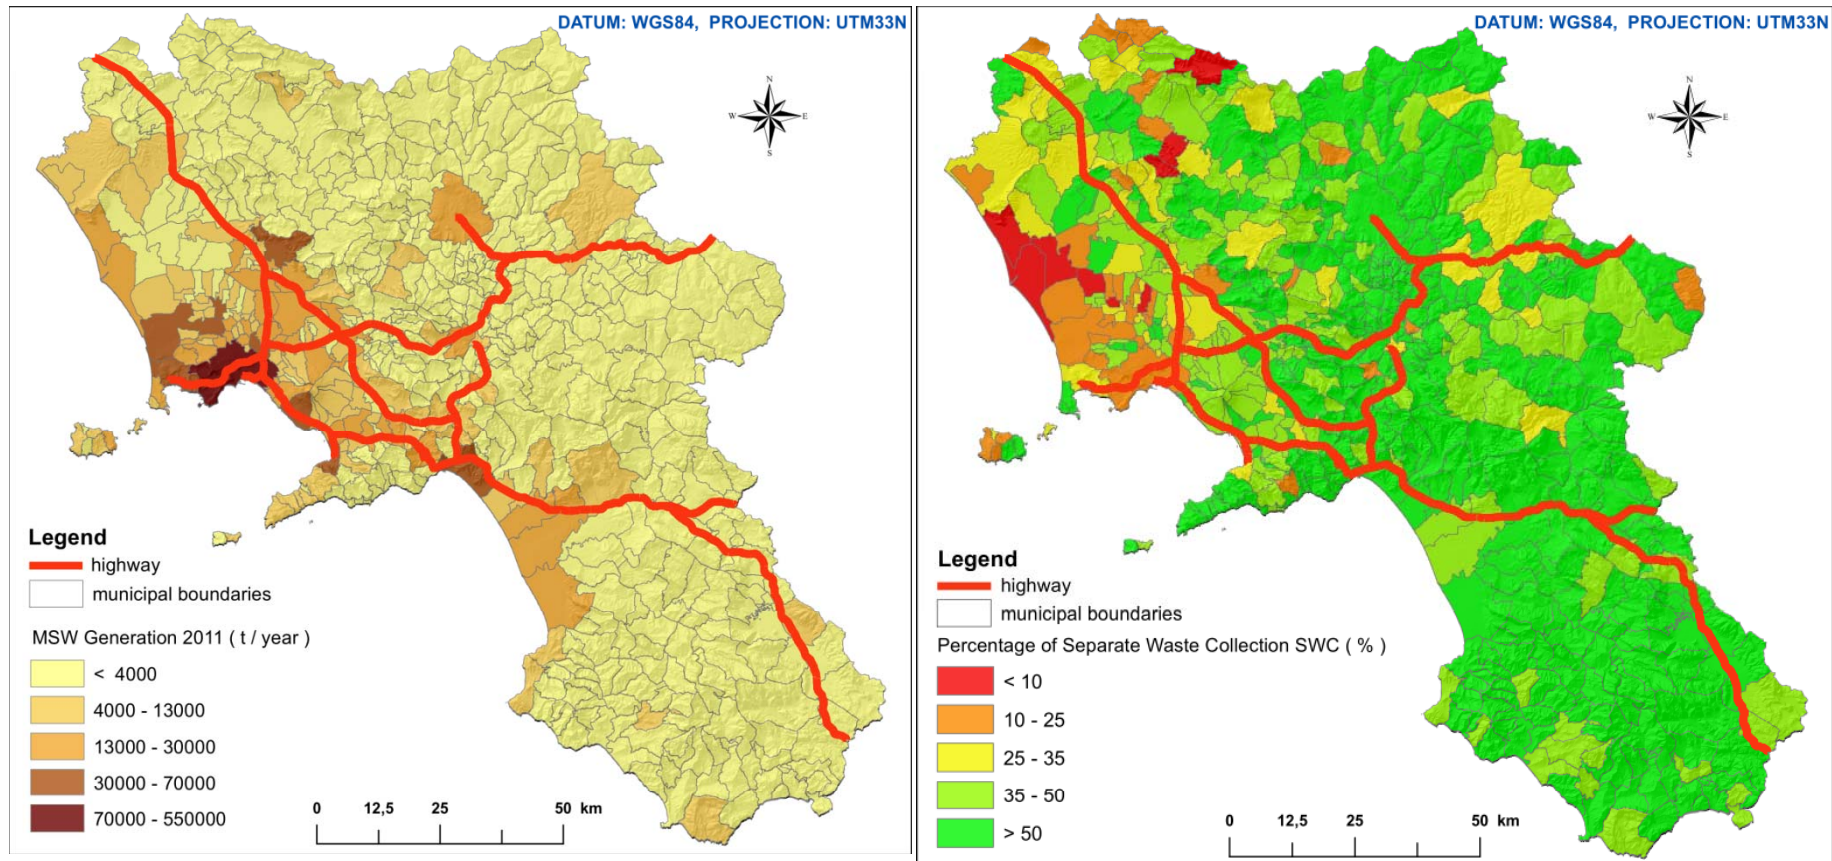 DATUM: WGS84, PROJECTION: UTM33N
N
W E
S
Legend
highway
municipal boundaries
MSW Generation 2011 ( t / year )
< 4000
4000 - 13000
13000 - 30000
30000 - 70000
70000 - 550000
0 12,5 25 50 km
DATUM: WGS84, PROJECTION: UTM33N
N
W E
S
Legend
highway
municipal boundaries
Percentage of Separate Waste Collection SWC ( % )
< 10
10 - 25
25 - 35
35 - 50
> 50
0 12,5 25 50 km